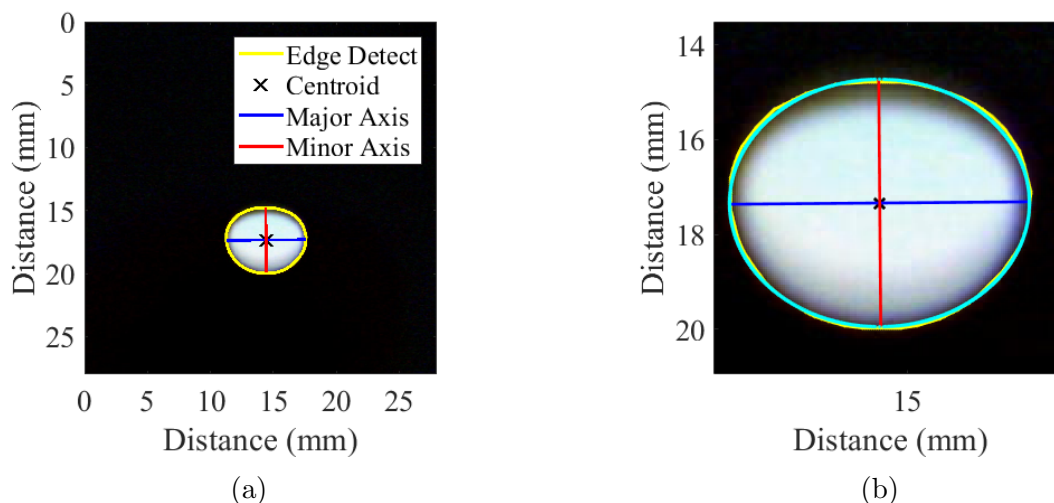 0
5
10
15
20
25
0 5 10 15 20 25
Distance (mm)
Distance (mm)
Edge Detect
Centroid
Major Axis
Minor Axis
(a)
14
16
18
20
15
Distance (mm)
Distance (mm)
(b)